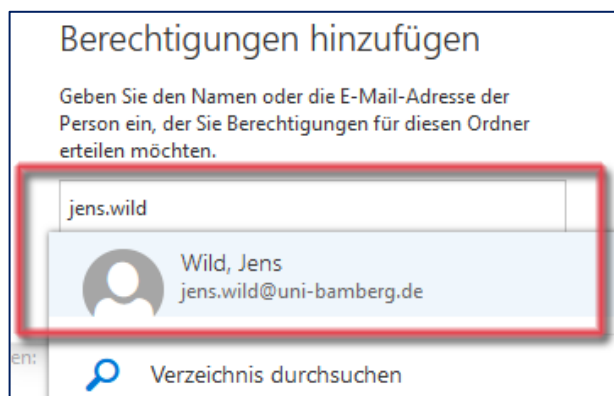 Berechtigungen hinzufügen
Geben Sie den Namen oder die E-Mail-Adresse der
Person ein, der Sie Berechtigungen für diesen Ordner
erteilen möchten.
jens.wild
Wild, Jens
jens.wild@uni-bamberg.de
en:
Verzeichnis durchsuchen